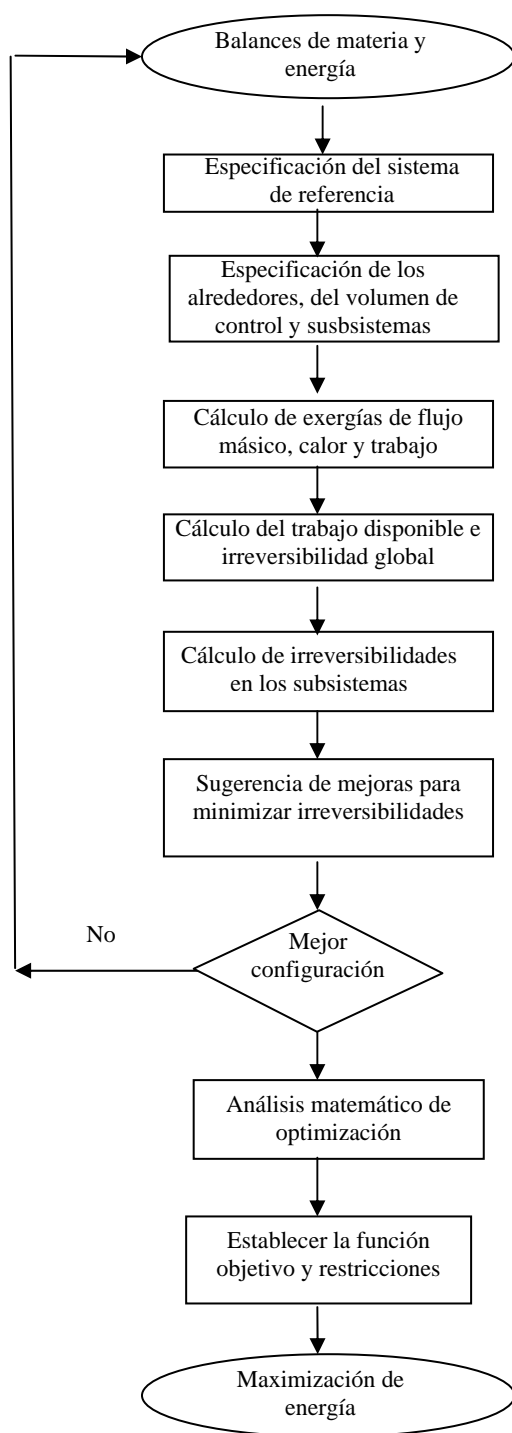 Balances de materia y
energía
Especificación del sistema
de referencia
Especificación de los
alrededores, del volumen de
control y susbsistemas
Cálculo de exergías de flujo
másico, calor y trabajo
Cálculo del trabajo disponible e
irreversibilidad global
Cálculo de irreversibilidades
en los subsistemas
Sugerencia de mejoras para
minimizar irreversibilidades
No
Mejor
configuración
Análisis matemático de
optimización
Establecer la función
objetivo y restricciones
Maximización de
energía